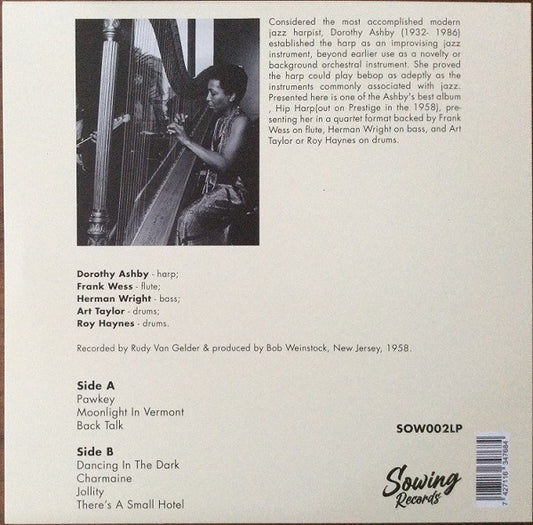 Considered the most accomplished modern
jazz harpist, Dorothy Ashby (1932- 1986)
established the harp as an improvising jazz
instrument, beyond earlier use as a novelty or
background orchestral instrument. She proved
the harp could play bebop as adeptly as the
instruments commonly associated with jazz.
Presented here is one of the Ashby's best album
, Hip Harp(out on Prestige in the 1958), pre-
senting her in a quartet format backed by Frank
Wess on flute, Herman Wright on bass, and Art
Taylor or Roy Haynes on drums.
Dorothy Ashby - harp;
Frank Wess - flute;
Herman Wright - bass;
Art Taylor - drums;
Roy Haynes - drums.
Recorded by Rudy Van Gelder & produced by Bob Weinstock, New Jersey, 1958.
Side A
Pawkey
Moonlight In Vermont
Back Talk
Side B
Dancing In The Dark
Charmaine
Jollity
There's A Small Hotel
SOW002LP
Sowing
Records
7 427116 347684